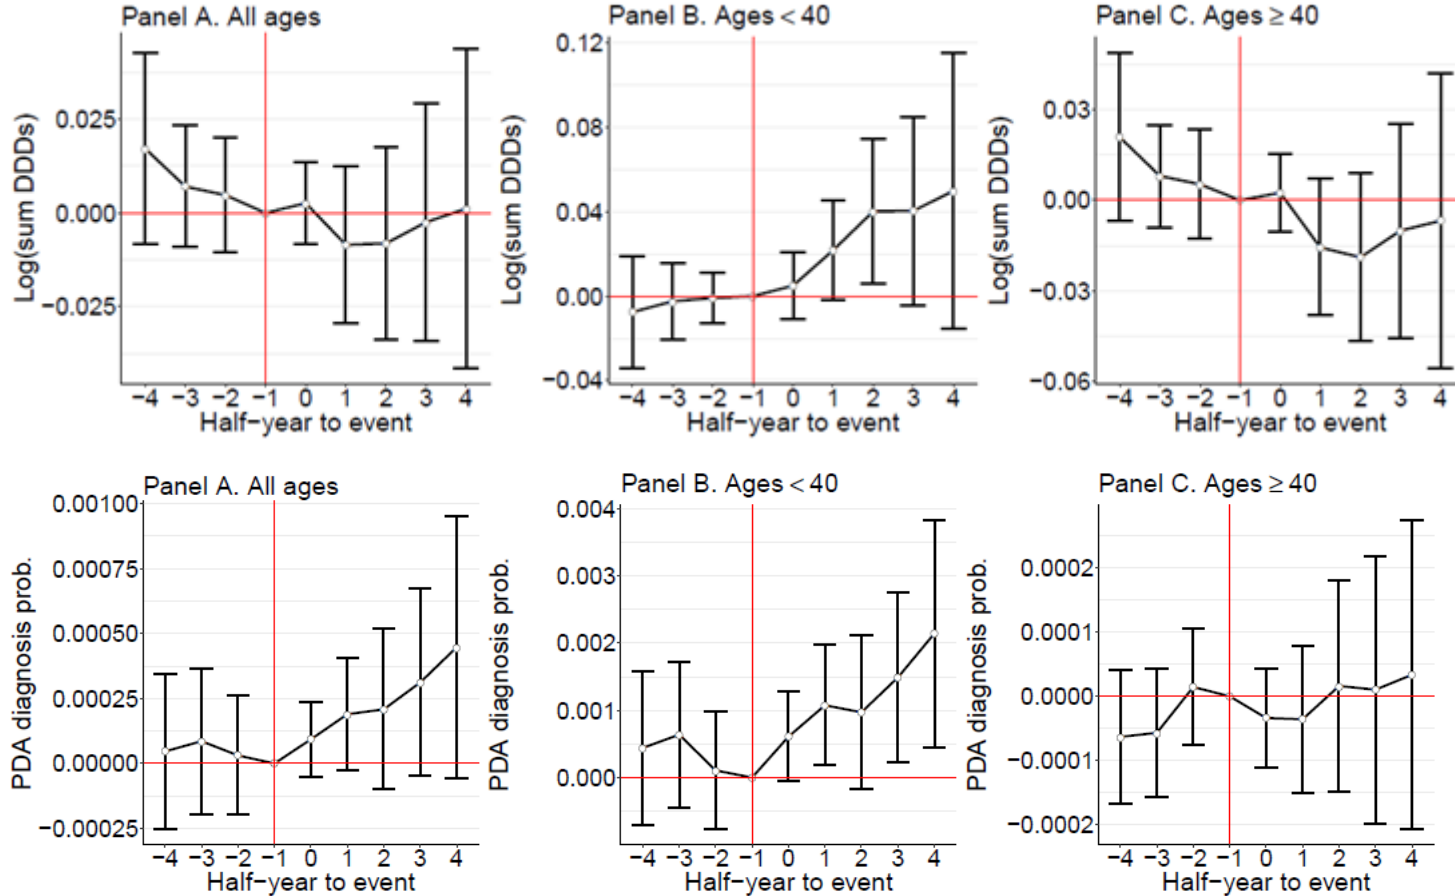 Panel A. All ages
Log(sum DDDs)
0.025
0.000
−0.025
−4 −3 −2 −1 0 1 2 3 4
Half−year to event
Panel B. Ages < 40
Log(sum DDDs)
0.12
0.08
0.04
0.00
−0.04
−4 −3 −2 −1 0 1 2 3 4
Half−year to event
Panel C. Ages ≥ 40
Log(sum DDDs)
0.03
0.00
−0.03
−0.06
−4 −3 −2 −1 0 1 2 3 4
Half−year to event
Panel A. All ages
PDA diagnosis prob.
0.00100
0.00075
0.00050
0.00025
0.00000
−0.00025
−4 −3 −2 −1 0 1 2 3 4
Half−year to event
Panel B. Ages < 40
PDA diagnosis prob.
0.004
0.003
0.002
0.001
0.000
−4 −3 −2 −1 0 1 2 3 4
Half−year to event
Panel C. Ages ≥ 40
PDA diagnosis prob.
0.0002
0.0001
0.0000
−0.0001
−0.0002
−4 −3 −2 −1 0 1 2 3 4
Half−year to event